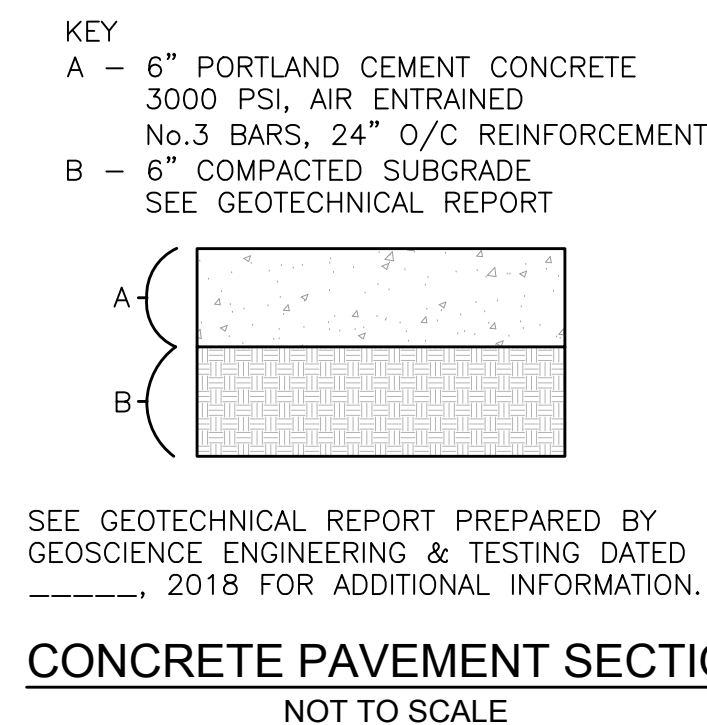 KEY
A – 6" PORTLAND CEMENT CONCRETE
3000 PSI, AIR ENTRAINED
No.3 BARS, 24" O/C REINFORCEMENT
B – 6" COMPACTED SUBGRADE
SEE GEOTECHNICAL REPORT
A
B
SEE GEOTECHNICAL REPORT PREPARED BY
GEOSCIENCE ENGINEERING & TESTING DATED
_____, 2018 FOR ADDITIONAL INFORMATION.
CONCRETE PAVEMENT
NOT TO SCALE